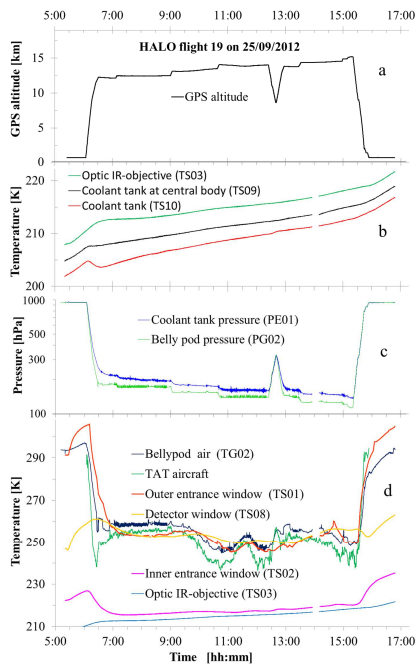 5:00 7:00 9:00 11:00 13:00 15:00 17:00
HALO flight 19 on 25/09/2012
GPS altitude [km]
20
15
10
5
0
a
GPS altitude
Optic IR-objective (TS03)
Coolant tank at central body (TS09)
Coolant tank (TS10)
Temperature [K]
220
210
200
b
Pressure [hPa]
1000
300
100
Coolant tank pressure (PE01)
Belly pod pressure (PG02)
c
Temperature [K]
290
270
250
230
210
Bellypod air (TG02)
TAT aircraft
Outer entrance window (TS01)
Detector window (TS08)
d
Inner entrance window (TS02)
Optic IR-objective (TS03)
5:00 7:00 9:00 11:00 13:00 15:00 17:00
Time [hh:mm]